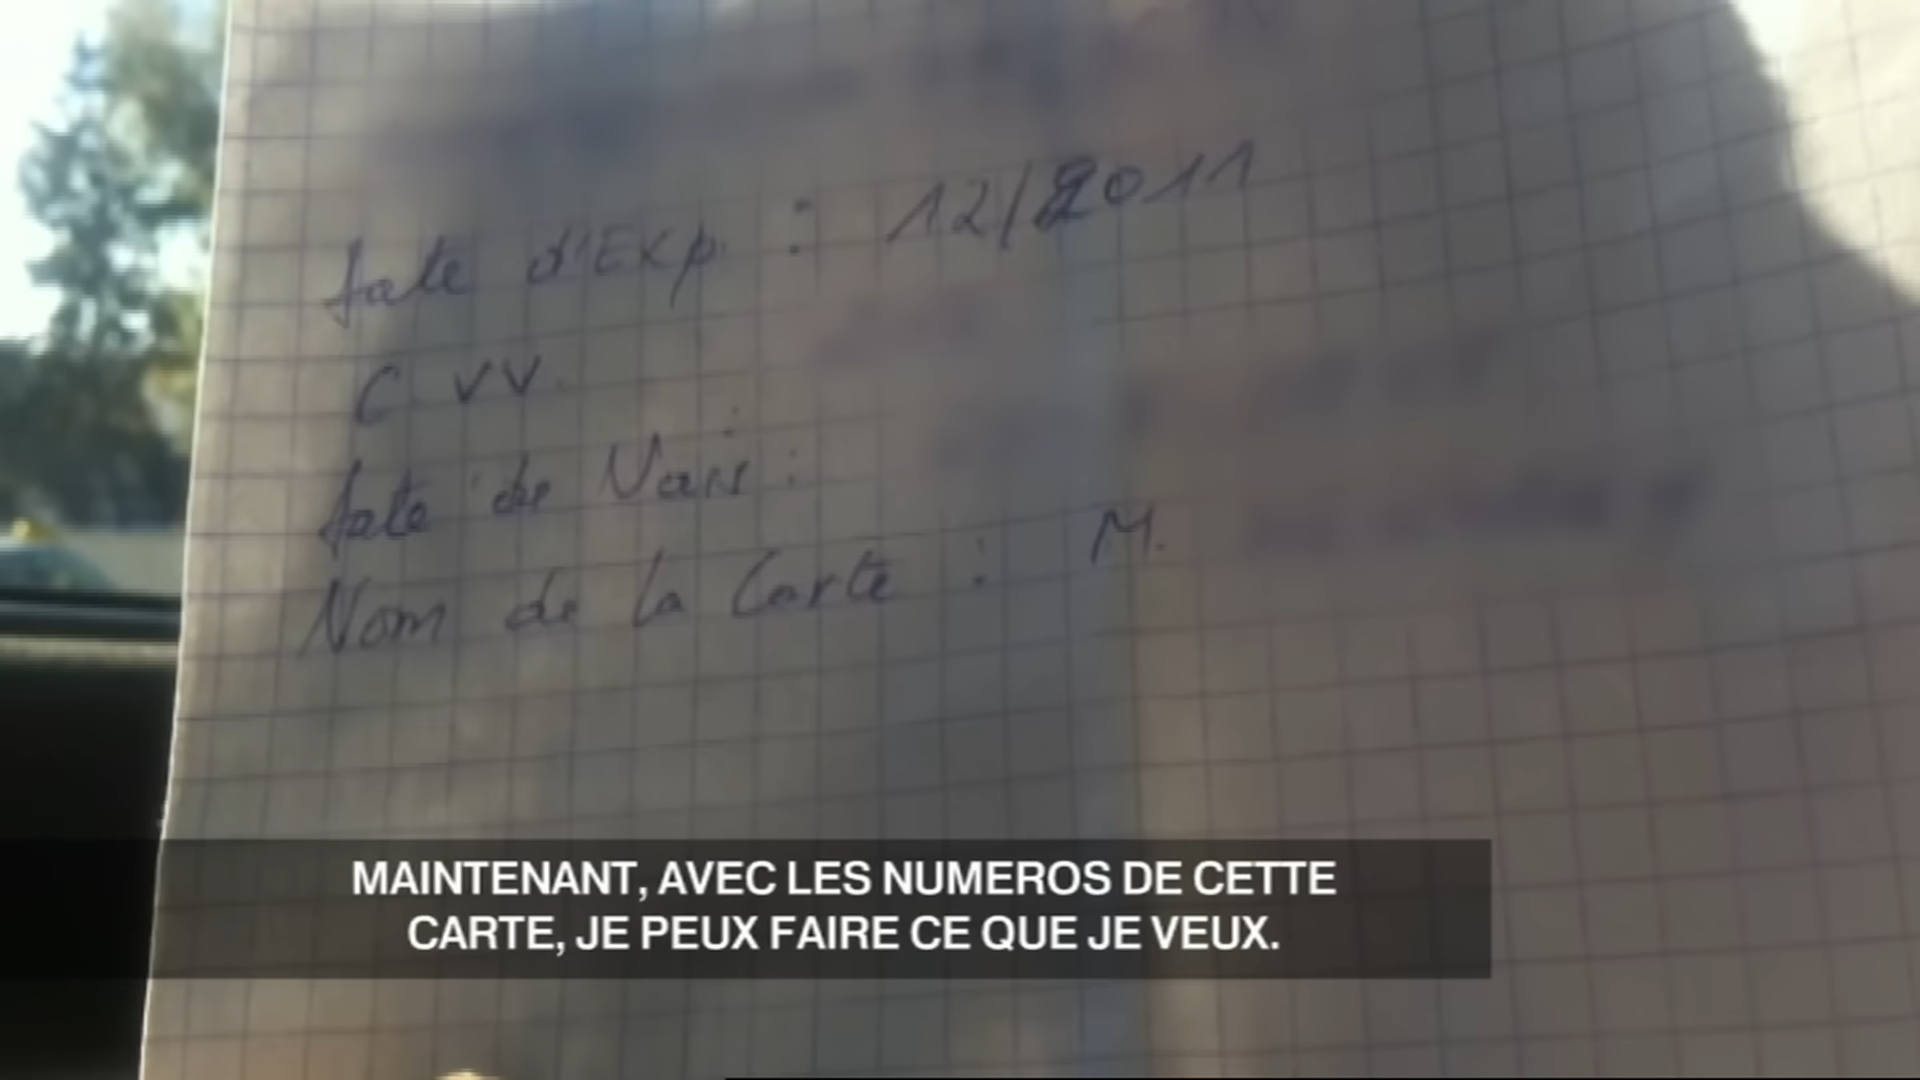 Date d'Exp. : 12/2011
CVV.
Date de Nais :
Nom de la Carte : M.
MAINTENANT, AVEC LES NUMEROS DE CETTE
CARTE, JE PEUX FAIRE CE QUE JE VEUX.